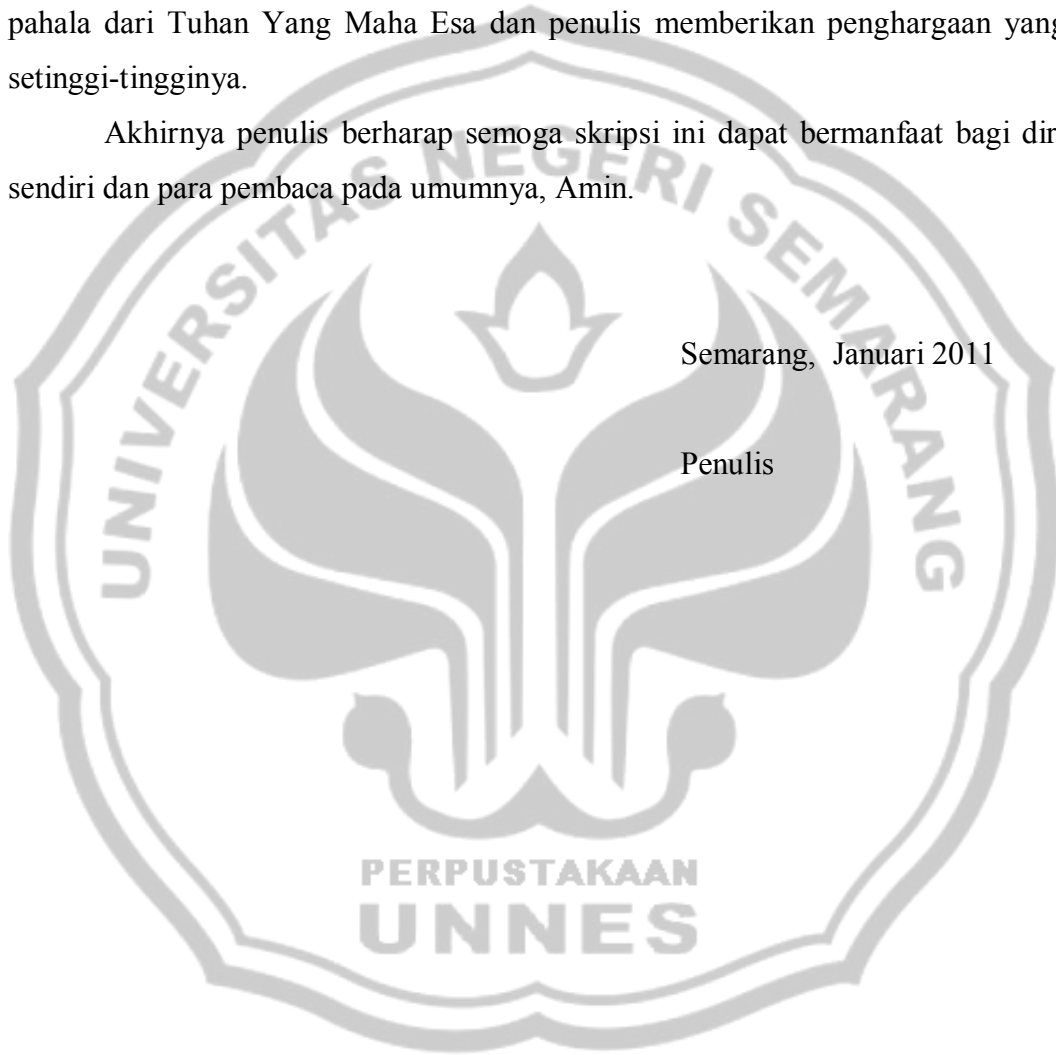 pahala dari Tuhan Yang Maha Esa dan penulis memberikan penghargaan yang
setinggi-tingginya.
Akhirnya penulis berharap semoga skripsi ini dapat bermanfaat bagi dir
sendiri dan para pembaca pada umumnya, Amin.
UNIVERSITAS NEGERI SEMARANG
Semarang, Januari 2011
Penulis
PERPUSTAKAAN
UNNES